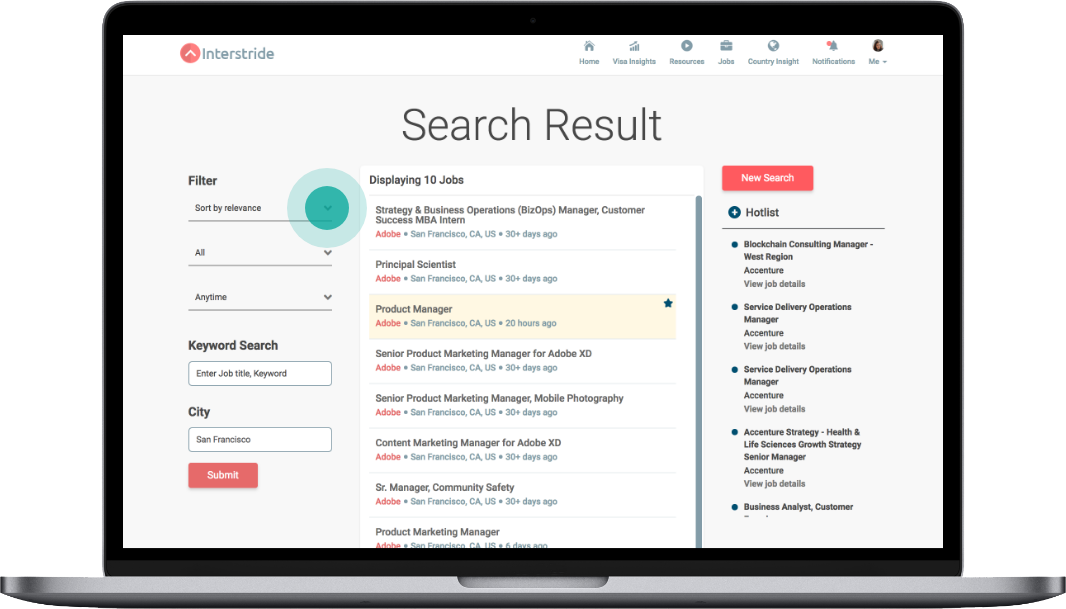 Interstride
Home
Visa Insights
Resources
Jobs
Country Insight
Notifications
Me
Search Result
Filter
Sort by relevance
All
Anytime
Keyword Search
Enter Job title, Keyword
City
San Francisco
Submit
Displaying 10 Jobs
Strategy & Business Operations (BizOps) Manager, Customer
Success MBA Intern
Adobe • San Francisco, CA, US • 30+ days ago
Principal Scientist
Adobe • San Francisco, CA, US • 30+ days ago
Product Manager
Adobe • San Francisco, CA, US • 20 hours ago
Senior Product Marketing Manager for Adobe XD
Adobe • San Francisco, CA, US • 30+ days ago
Senior Product Marketing Manager, Mobile Photography
Adobe • San Francisco, CA, US • 30+ days ago
Content Marketing Manager for Adobe XD
Adobe • San Francisco, CA, US • 30+ days ago
Sr. Manager, Community Safety
Adobe • San Francisco, CA, US • 30+ days ago
Product Marketing Manager
Adobe • San Francisco, CA, US • 6 days ago
New Search
Hotlist
Blockchain Consulting Manager -
West Region
Accenture
View job details
Service Delivery Operations
Manager
Accenture
View job details
Service Delivery Operations
Manager
Accenture
View job details
Accenture Strategy - Health &
Life Sciences Growth Strategy
Senior Manager
Accenture
View job details
Business Analyst, Customer